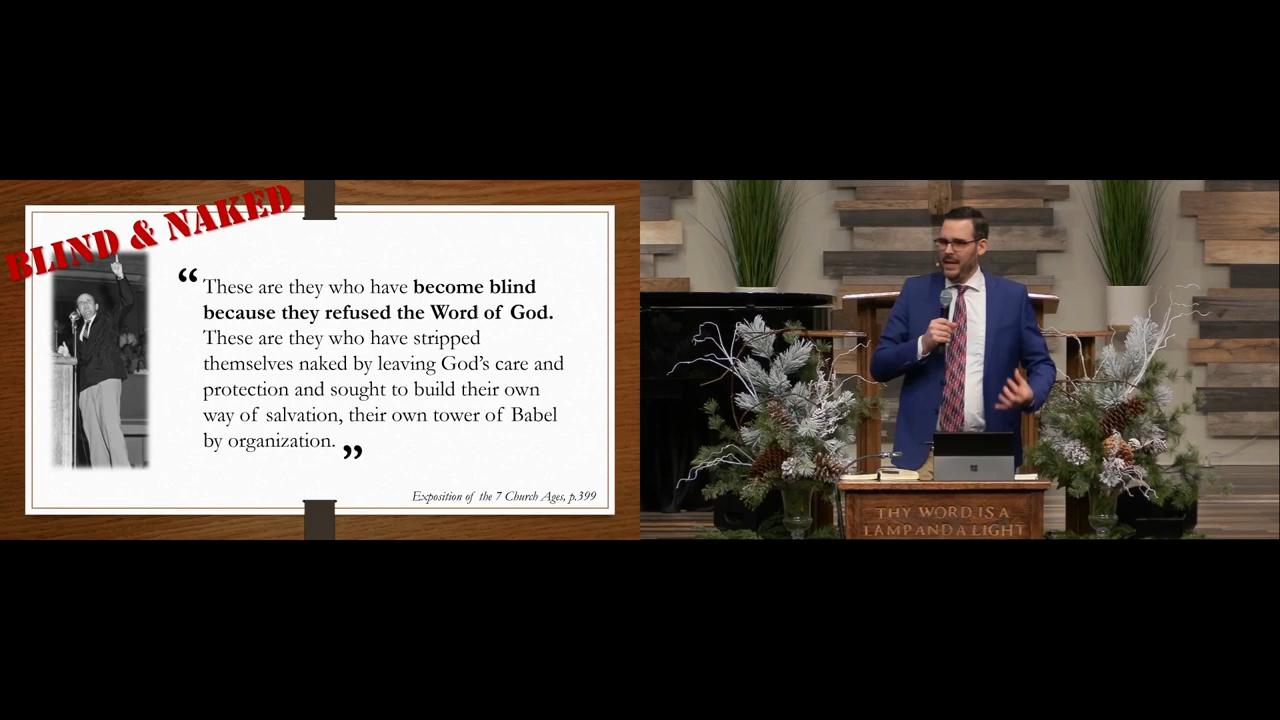 BLIND & NAKED
“ These are they who have become blind
because they refused the Word of God.
These are they who have stripped
themselves naked by leaving God’s care and
protection and sought to build their own
way of salvation, their own tower of Babel
by organization. ”
Exposition of the 7 Church Ages, p.399
THY WORD IS A
LAMP AND A LIGHT